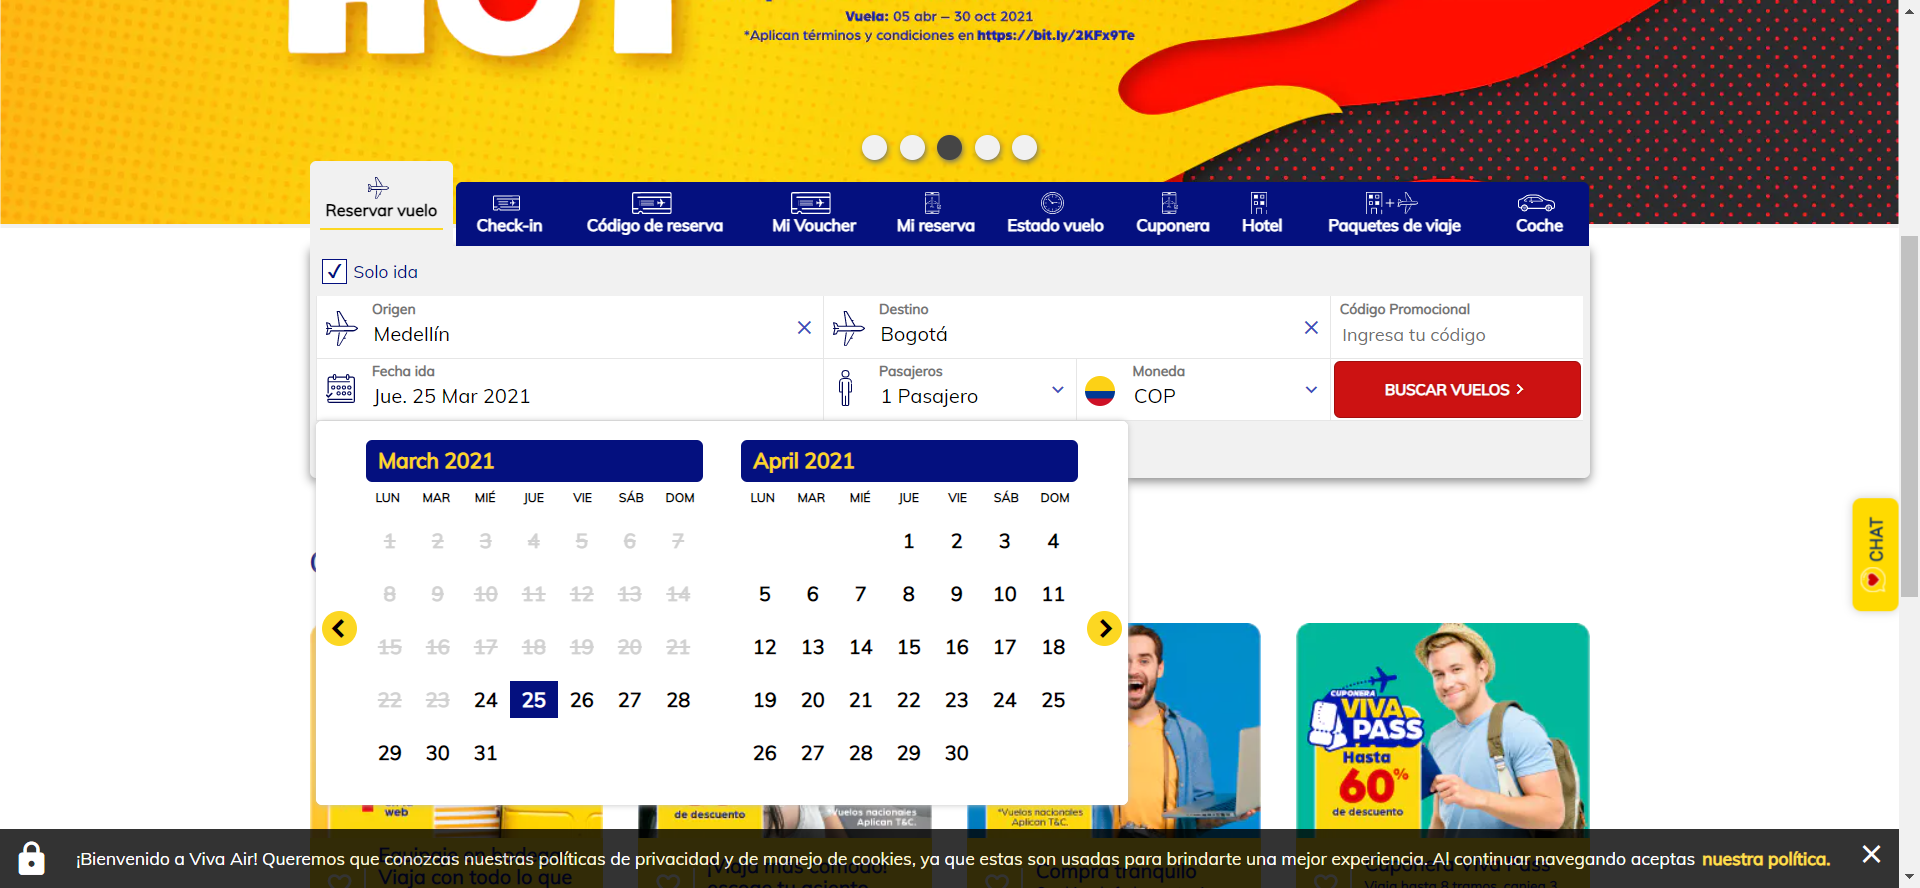 HOT
Vuela: 05 abr – 30 oct 2021
*Aplican términos y condiciones en https://bit.ly/2KFx9Te
Reservar vuelo
Check-in
Código de reserva
Mi Voucher
Mi reserva
Estado vuelo
Cuponera
Hotel
Paquetes de viaje
Coche
Solo ida
Origen
Medellín
Destino
Bogotá
Código Promocional
Ingresa tu código
Fecha ida
Jue. 25 Mar 2021
Pasajeros
1 Pasajero
Moneda
COP
BUSCAR VUELOS
March 2021
LUN MAR MIÉ JUE VIE SÁB DOM
1 2 3 4 5 6 7
8 9 10 11 12 13 14
15 16 17 18 19 20 21
22 23 24 25 26 27 28
29 30 31
April 2021
LUN MAR MIÉ JUE VIE SÁB DOM
1 2 3 4
5 6 7 8 9 10 11
12 13 14 15 16 17 18
19 20 21 22 23 24 25
26 27 28 29 30
CHAT
web
de descuento
*Vuelos nacionales
Aplican T&C.
*Vuelos nacionales
Aplican T&C.
CUPONERA
VIVA
PASS
Hasta
60%
de descuento
¡Bienvenido a Viva Air! Queremos que conozcas nuestras políticas de privacidad y de manejo de cookies, ya que estas son usadas para brindarte una mejor experiencia. Al continuar navegando aceptas nuestra política.
Viaja con todo lo que
¡Viaja más cómodo!
escoge tu asiento
Compra tranquilo
Cuponera Viva Pass